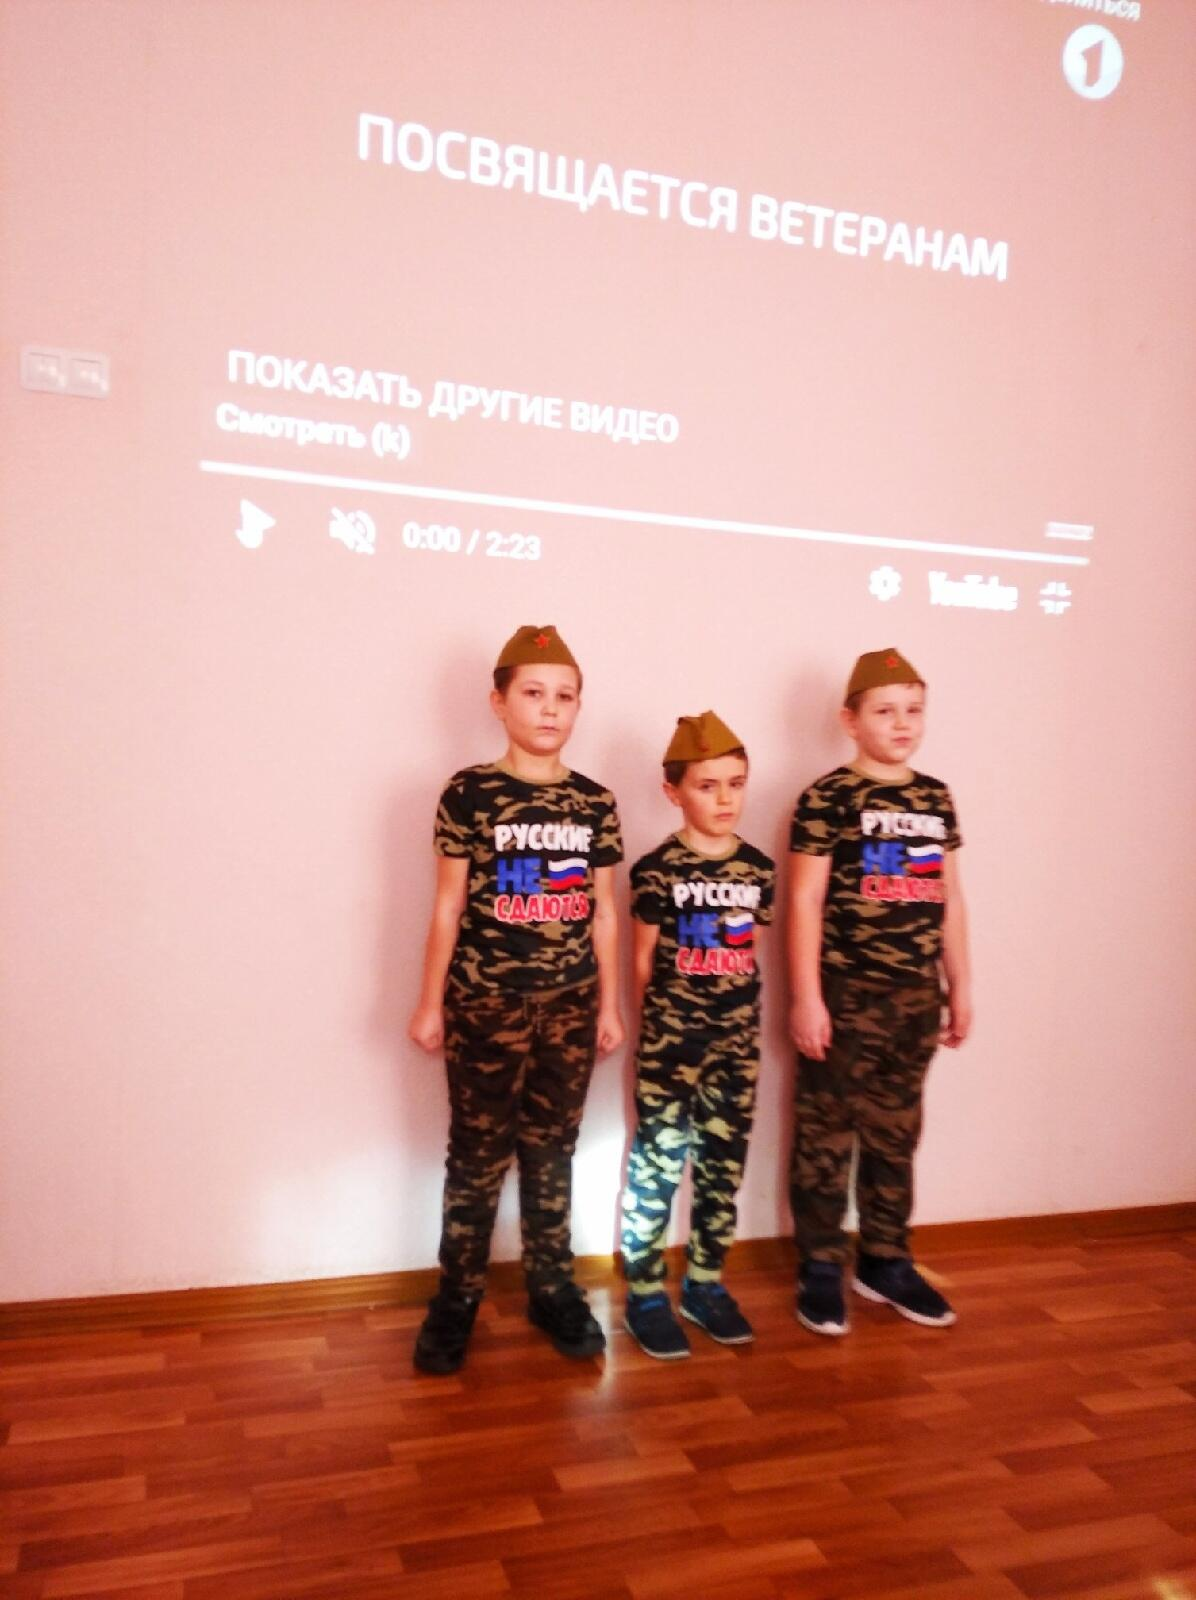 1
ПОСВЯЩАЕТСЯ ВЕТЕРАНАМ
ПОКАЗАТЬ ДРУГИЕ ВИДЕО
Смотреть (k)
0:00 / 2:23
YouTube
РУССКИЕ
НЕ
СДАЮТСЯ
РУССКИЕ
НЕ
СДАЮТСЯ
РУССКИЕ
НЕ
СДАЮТСЯ